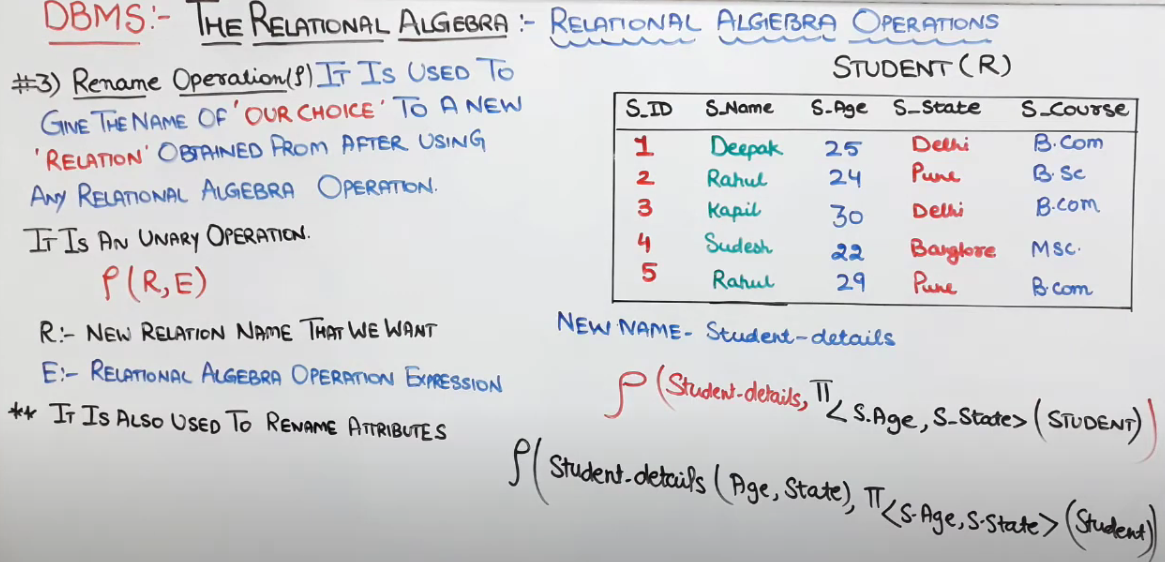 DBMS:- THE RELATIONAL ALGEBRA :- RELATIONAL ALGEBRA OPERATIONS
#3) Rename Operation(ρ) IT IS USED TO
GIVE THE NAME OF 'OUR CHOICE' TO A NEW
'RELATION' OBTAINED FROM AFTER USING
ANY RELATIONAL ALGEBRA OPERATION.
IT IS AN UNARY OPERATION.
ρ(R,E)
R:- NEW RELATION NAME THAT WE WANT
E:- RELATIONAL ALGEBRA OPERATION EXPRESSION
** IT IS ALSO USED TO RENAME ATTRIBUTES
STUDENT(R)
S_ID S_Name S-Age S-State S_Course
1 Deepak 25 Delhi B.Com
2 Rahul 24 Pune B.Sc
3 Kapil 30 Delhi B.com
4 Sudesh 22 Banglore MSc.
5 Rahul 29 Pune B.com
NEW NAME- Student-details
ρ(Student-details, π<S.Age, S-State>(STUDENT))
ρ(Student-details(Age, State), π<S-Age, S-State>(Student))